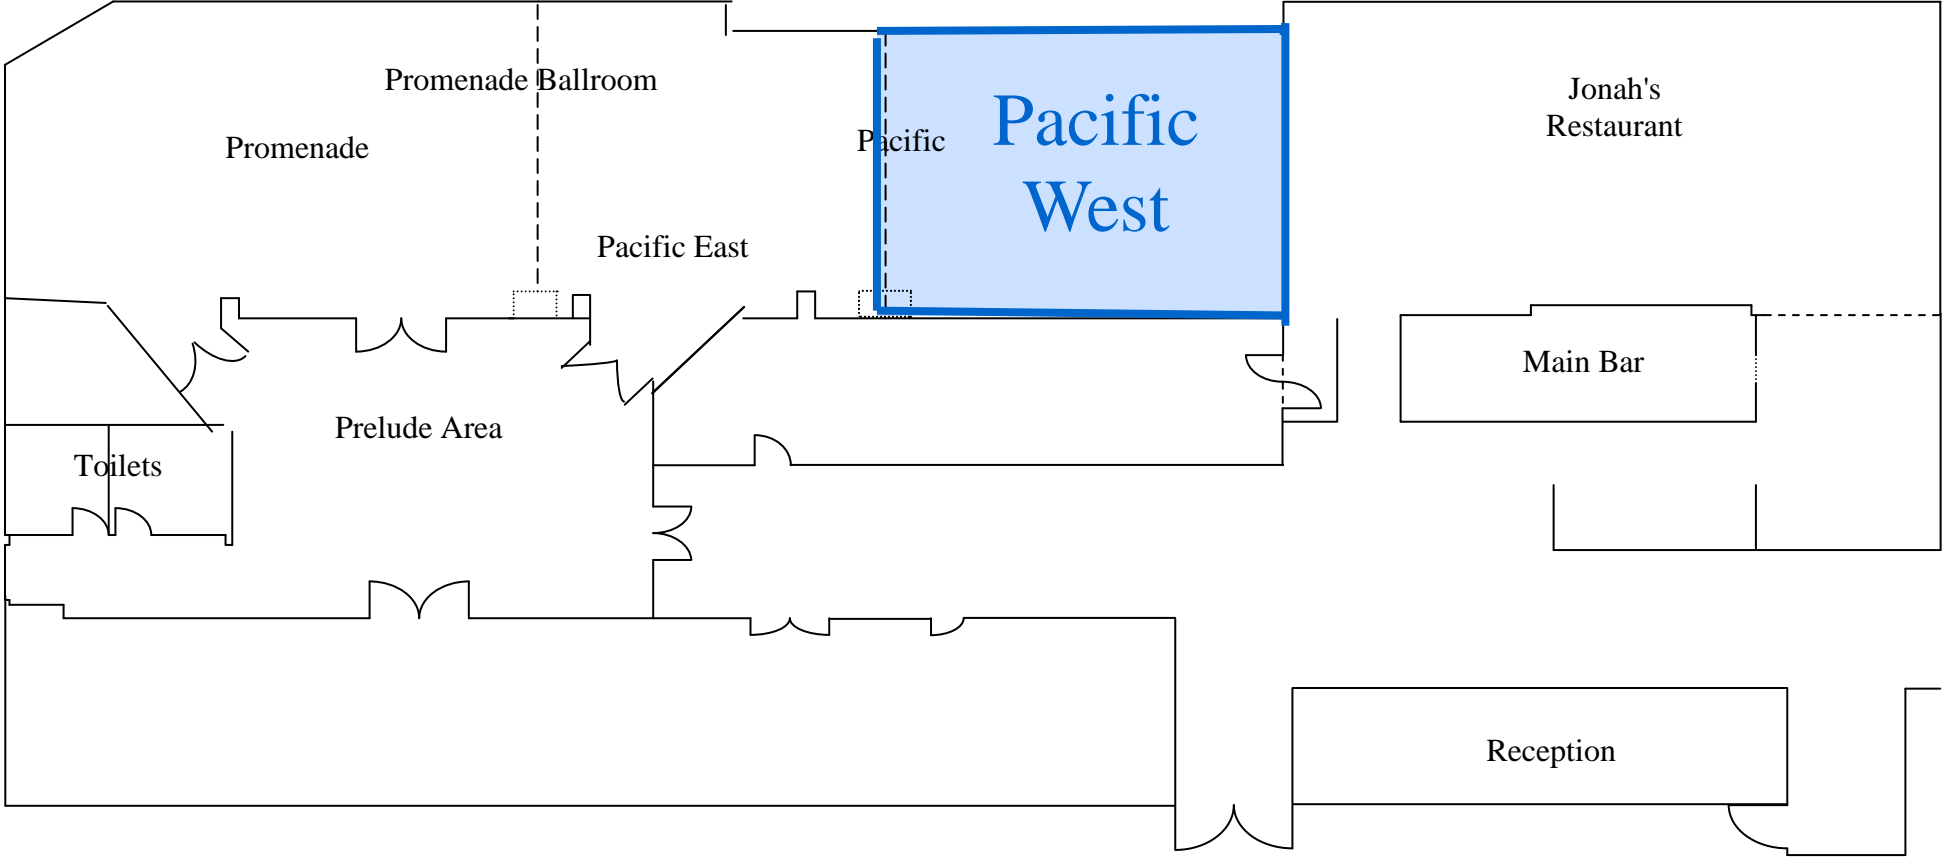 Promenade Ballroom
Promenade
Pacific East
Pacific
Pacific
West
Jonah's
Restaurant
Main Bar
Prelude Area
Toilets
Reception